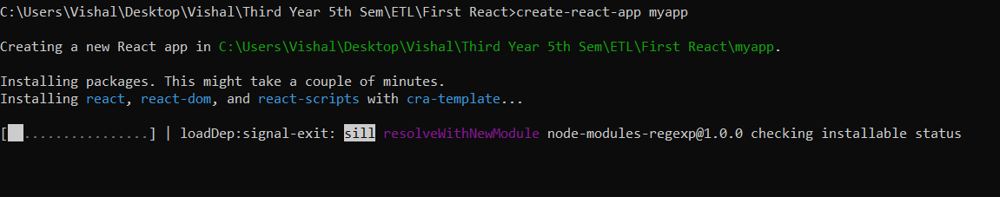 C:\Users\Vishal\Desktop\Vishal\Third Year 5th Sem\ETL\First React>create-react-app myapp
Creating a new React app in C:\Users\Vishal\Desktop\Vishal\Third Year 5th Sem\ETL\First React\myapp.
Installing packages. This might take a couple of minutes.
Installing react, react-dom, and react-scripts with cra-template...
[██................] | loadDep:signal-exit: sill resolveWithNewModule node-modules-regexp@1.0.0 checking installable status